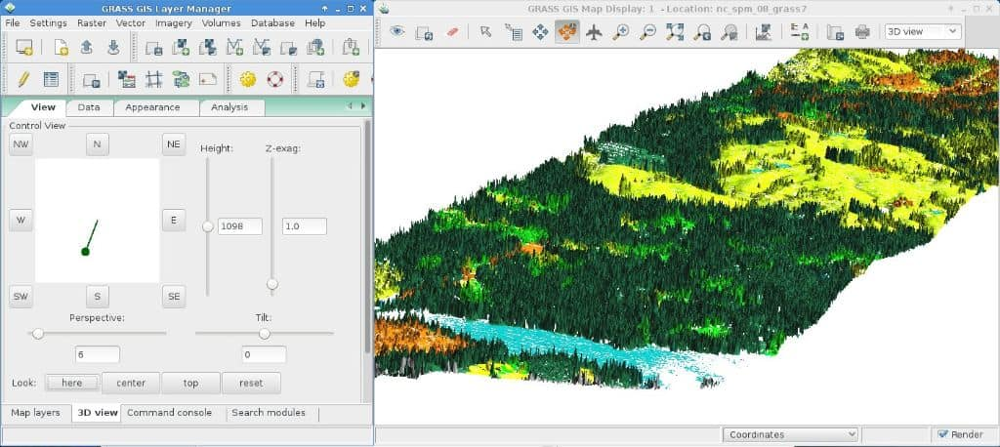 GRASS GIS Layer Manager
File Settings Raster Vector Imagery Volumes Database Help
View Data Appearance Analysis
Control View
NW N NE
Height: Z-exag:
W E 1098 1.0
SW S SE
Perspective: Tilt:
6 0
Look: here center top reset
Map layers 3D view Command console Search modules
GRASS GIS Map Display: 1 - Location: nc_spm_08_grass7
3D view
Coordinates Render